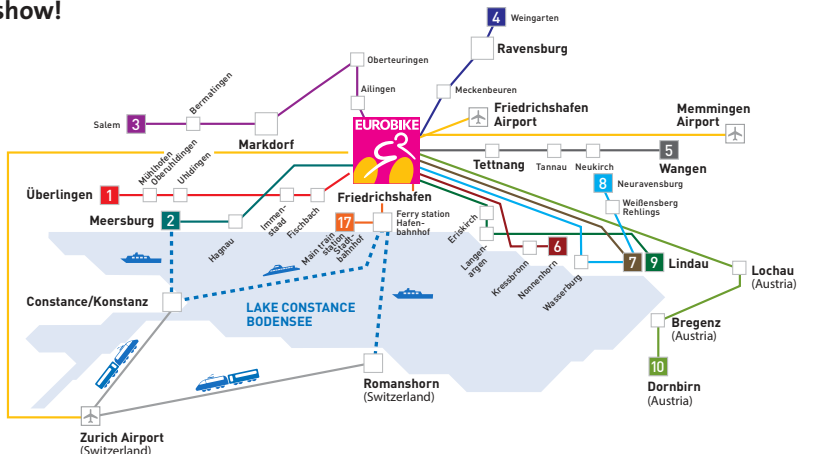 show!
4 Weingarten
Ravensburg
Oberteuringen
Ailingen
Meckenbeuren
Bermatingen
Salem 3
Markdorf
EUROBIKE
Friedrichshafen
Airport
Memmingen
Airport
Tettnang
Tannau
Neukirch
5
Wangen
8 Neuravensburg
Weißensberg
Rehlings
Mühlhofen
Oberuhldingen
Uhldingen
Überlingen 1
Immen-
staad
Fischbach
Friedrichshafen
Meersburg 2
Hagnau
17
Main train
station
Stadt-
bahnhof
Ferry station
Hafen-
bahnhof
Eriskirch
Langen-
argen
Kressbronn
6
Nonnenhorn
Wasserburg
7 9 Lindau
Lochau
(Austria)
Bregenz
(Austria)
10
Dornbirn
(Austria)
Constance/Konstanz
LAKE CONSTANCE
BODENSEE
Romanshorn
(Switzerland)
Zurich Airport
(Switzerland)